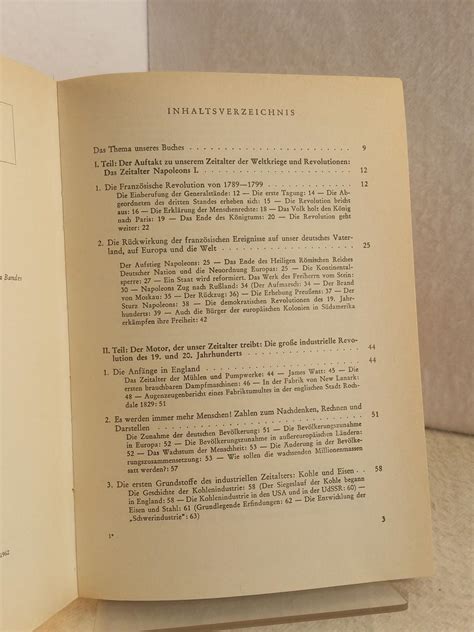 INHALTSVERZEICHNIS
Das Thema unseres Buches . . . . . . . . . . . . . . . . . 9
I. Teil: Der Auftakt zu unserem Zeitalter der Weltkriege und Revolutionen:
Das Zeitalter Napoleons I. . . . . . . . . . . . . . . . . . 12
1. Die Französische Revolution von 1789—1799 . . . . . . . . . . 12
Die Einberufung der Generalstände: 12 — Die erste Tagung: 14 — Die Ab-
geordneten des dritten Standes erheben sich: 15 — Die Revolution beginnt
aus: 16 — Die Erklärung der Menschenrechte: 18 — Das Volk holt den König
nach Paris: 19 — Das Ende des Königtums: 20 — Die Revolution geht
weiter: 22
2. Die Rückwirkung der französischen Ereignisse auf unser deutsches Vater-
land, auf Europa und die Welt . . . . . . . . . . . . . . . 25
Der Aufstieg Napoleons: 25 — Das Ende des Heiligen Römischen Reiches
Deutscher Nation und die Neuordnung Europas: 25 — Die Kontinental-
sperre: 27 — Ein Staat wird reformiert. Das Werk des Freiherrn vom Stein:
30 — Napoleons Zug nach Rußland: 34 (Der Aufmarsch: 34 — Der Brand
von Moskau: 34 — Der Rückzug: 36) — Die Erhebung Preußens: 37 — Der
Sturz Napoleons: 38 — Die demokratischen Revolutionen des 19. Jahr-
hunderts: 39 — Auch die Bürger der europäischen Kolonien in Südamerika
erkämpfen ihre Freiheit: 42
II. Teil: Der Motor, der unser Zeitalter treibt: Die große industrielle Revo-
lution des 19. und 20. Jahrhunderts . . . . . . . . . . . . . 44
1. Die Anfänge in England . . . . . . . . . . . . . . . . . . 44
Das Zeitalter der Mühlen und Pumpwerke: 44 — James Watt: 45 — Die
ersten brauchbaren Dampfmaschinen: 46 — In der Fabrik von New Lanark:
48 — Augenzeugenbericht eines Fabrikumultes in der englischen Stadt Roch-
dale 1829: 51
2. Es werden immer mehr Menschen! Zahlen zum Nachdenken, Rechnen und
Darstellen . . . . . . . . . . . . . . . . . . . . . . . 51
Die Zunahme der deutschen Bevölkerung: 51 — Die Bevölkerungszunahme
in Europa: 52 — Die Bevölkerungszunahme in außereuropäischen Ländern:
52 — Das Wachstum der Menschheit: 53 — Die Änderung in der Bevölke-
rungszusammensetzung: 53 — Wie sollen die wachsenden Millionenmassen
satt werden?: 57
3. Die ersten Grundstoffe des industriellen Zeitalters: Kohle und Eisen . . 58
Die Geschichte der Kohlenindustrie: 58 (Der Siegeslauf der Kohle begann
in England: 58 — Die Kohlenindustrie in den USA und in der UdSSR: 60) —
Eisen und Stahl: 61 (Grundlegende Erfindungen: 62 — Die Entwicklung der
„Schwerindustrie“: 63)
1*
3
Bandes
1962